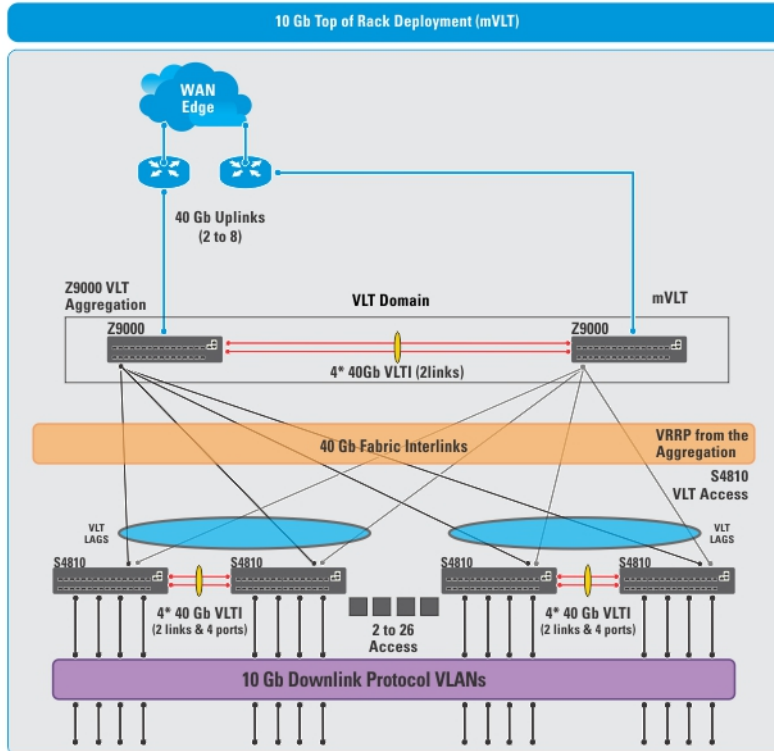 10 Gb Top of Rack Deployment (mVLT)
WAN
Edge
40 Gb Uplinks
(2 to 8)
Z9000 VLT
Aggregation
VLT Domain
mVLT
Z9000
Z9000
4* 40Gb VLTI (2links)
40 Gb Fabric Interlinks
VRRP from the
Aggregation
S4810
VLT Access
VLT
LAGS
VLT
LAGS
S4810
S4810
S4810
S4810
4* 40 Gb VLTI
(2 links & 4 ports)
2 to 26
Access
4* 40 Gb VLTI
(2 links & 4 ports)
10 Gb Downlink Protocol VLANs